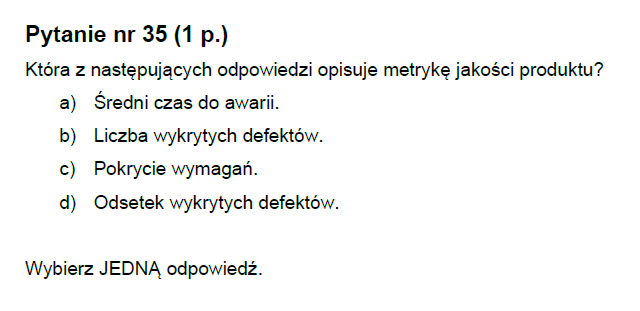 Pytanie nr 35 (1 p.)
Która z następujących odpowiedzi opisuje metrykę jakości produktu?
a) Średni czas do awarii.
b) Liczba wykrytych defektów.
c) Pokrycie wymagań.
d) Odsetek wykrytych defektów.
Wybierz JEDNĄ odpowiedź.